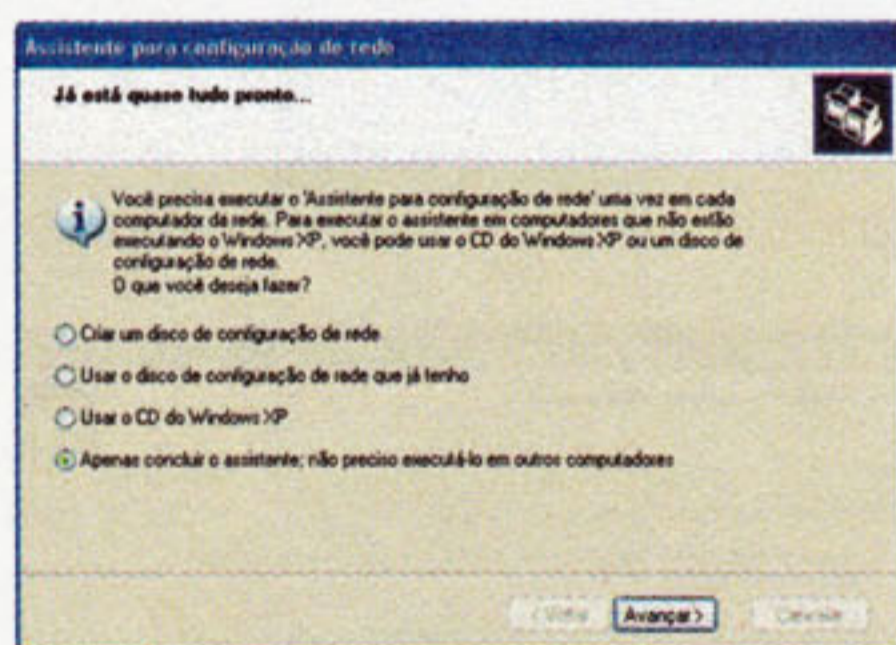 Assistente para configuração de rede
Já está quase tudo pronto...
Você precisa executar o 'Assistente para configuração de rede' uma vez em cada
computador da rede. Para executar o assistente em computadores que não estão
executando o Windows XP, você pode usar o CD do Windows XP ou um disco de
configuração de rede.
O que você deseja fazer?
Criar um disco de configuração de rede
Usar o disco de configuração de rede que já tenho
Usar o CD do Windows XP
Apenas concluir o assistente; não preciso executá-lo em outros computadores
< Voltar Avançar > Cancelar